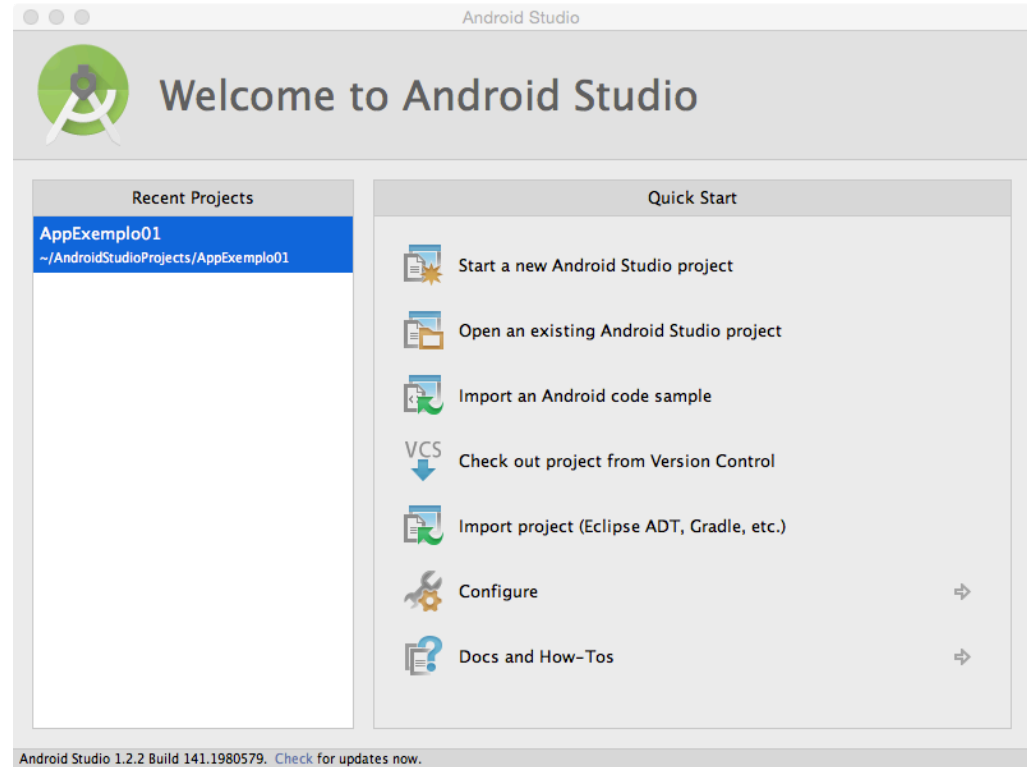 Android Studio
Welcome to Android Studio
Recent Projects
AppExemplo01
~/AndroidStudioProjects/AppExemplo01
Quick Start
Start a new Android Studio project
Open an existing Android Studio project
Import an Android code sample
VCS
Check out project from Version Control
Import project (Eclipse ADT, Gradle, etc.)
Configure
Docs and How-Tos
Android Studio 1.2.2 Build 141.1980579. Check for updates now.